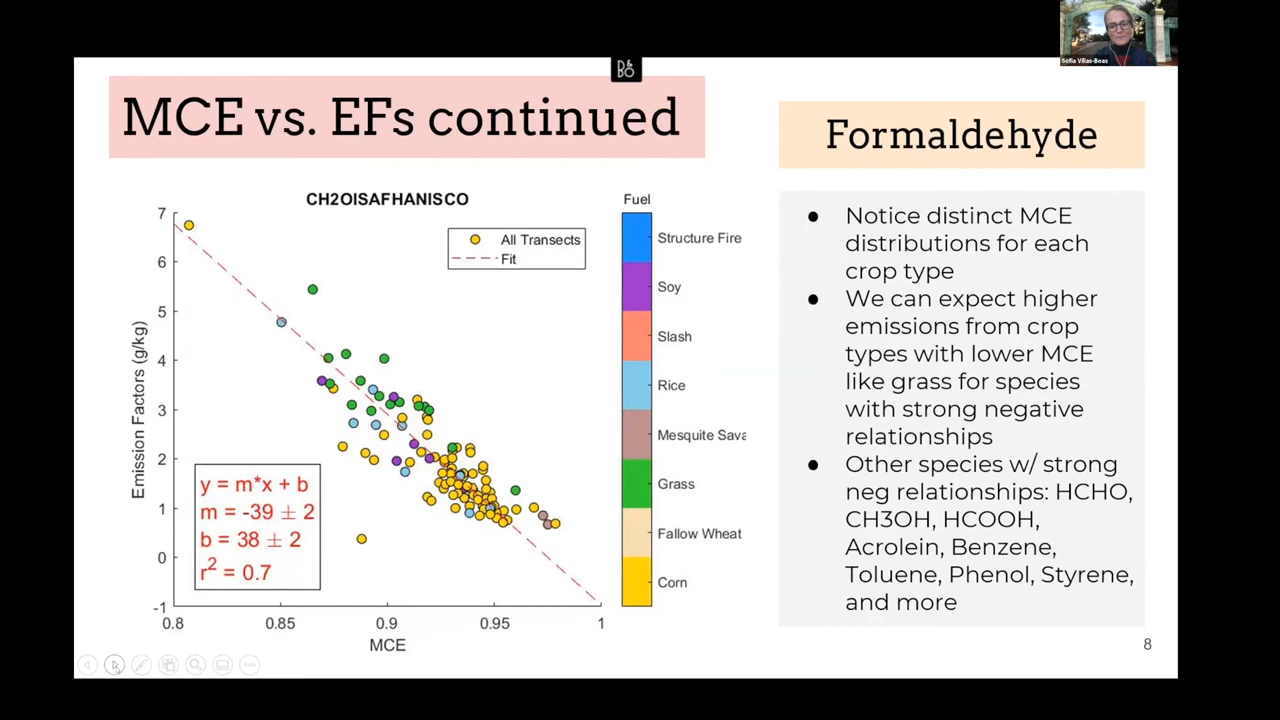 Sofia Villas-Boas
B&
BO
MCE vs. EFs continued
Formaldehyde
CH2OISAFHANISCO
All Transects
Fit
Emission Factors (g/kg)
7
6
5
4
3
2
1
0
-1
y = m*x + b
m = -39 ± 2
b = 38 ± 2
r² = 0.7
0.8
0.85
0.9
0.95
1
MCE
Fuel
Structure Fire
Soy
Slash
Rice
Mesquite Sava
Grass
Fallow Wheat
Corn
● Notice distinct MCE
distributions for each
crop type
● We can expect higher
emissions from crop
types with lower MCE
like grass for species
with strong negative
relationships
● Other species w/ strong
neg relationships: HCHO,
CH3OH, HCOOH,
Acrolein, Benzene,
Toluene, Phenol, Styrene,
and more
8